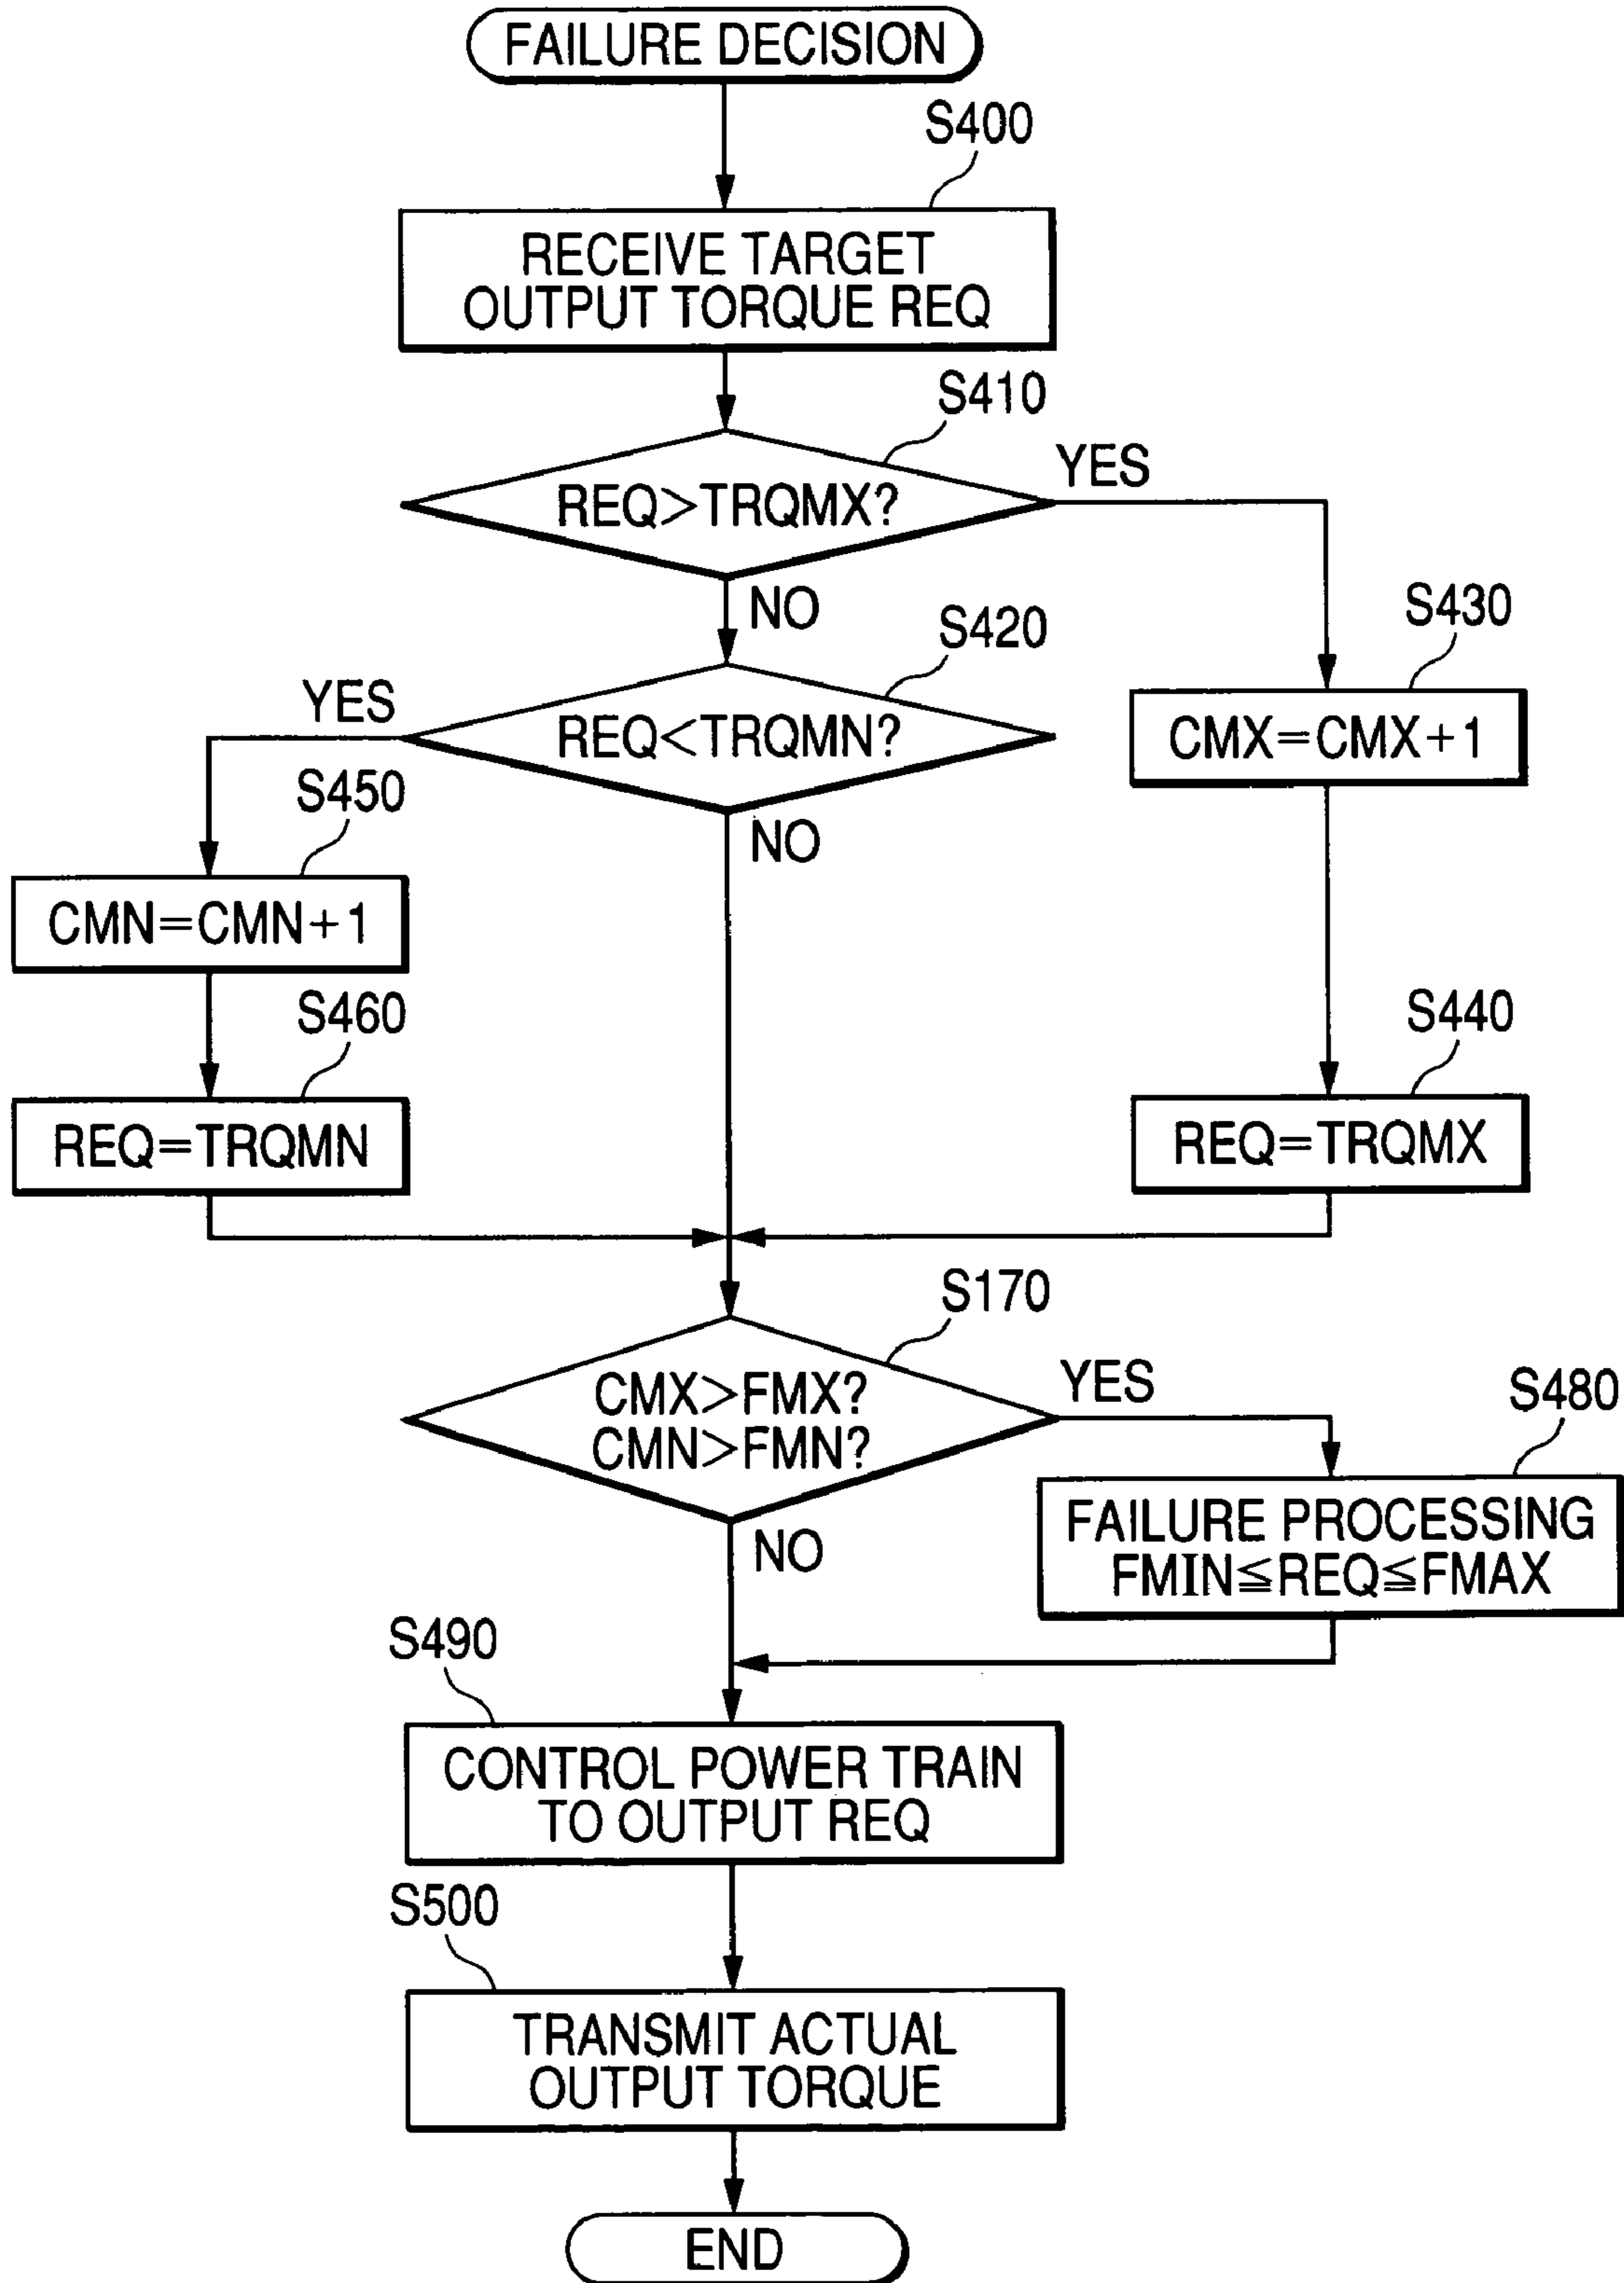 FAILURE DECISION
S400
RECEIVE TARGET
OUTPUT TORQUE REQ
S410
REQ>TRQMX?
YES
NO
S420
REQ<TRQMN?
YES
NO
S430
CMX=CMX+1
S450
CMN=CMN+1
S460
REQ=TRQMN
S440
REQ=TRQMX
S170
CMX>FMX?
CMN>FMN?
YES
NO
S480
FAILURE PROCESSING
FMIN≦REQ≦FMAX
S490
CONTROL POWER TRAIN
TO OUTPUT REQ
S500
TRANSMIT ACTUAL
OUTPUT TORQUE
END